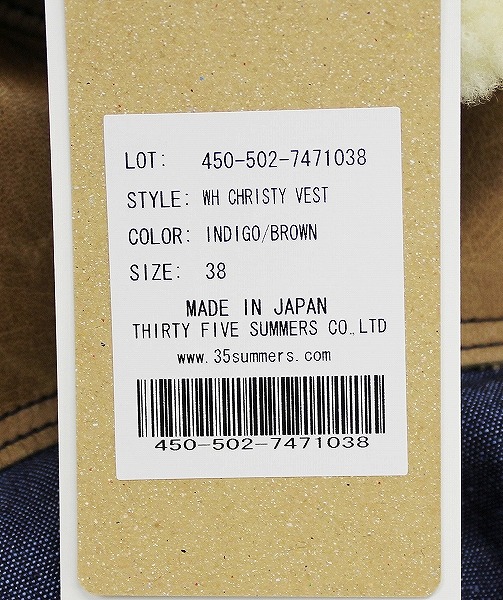 LOT: 450-502-7471038
STYLE: WH CHRISTY VEST
COLOR: INDIGO/BROWN
SIZE: 38
MADE IN JAPAN
THIRTY FIVE SUMMERS CO.,LTD
www.35summers.com
450-502-7471038